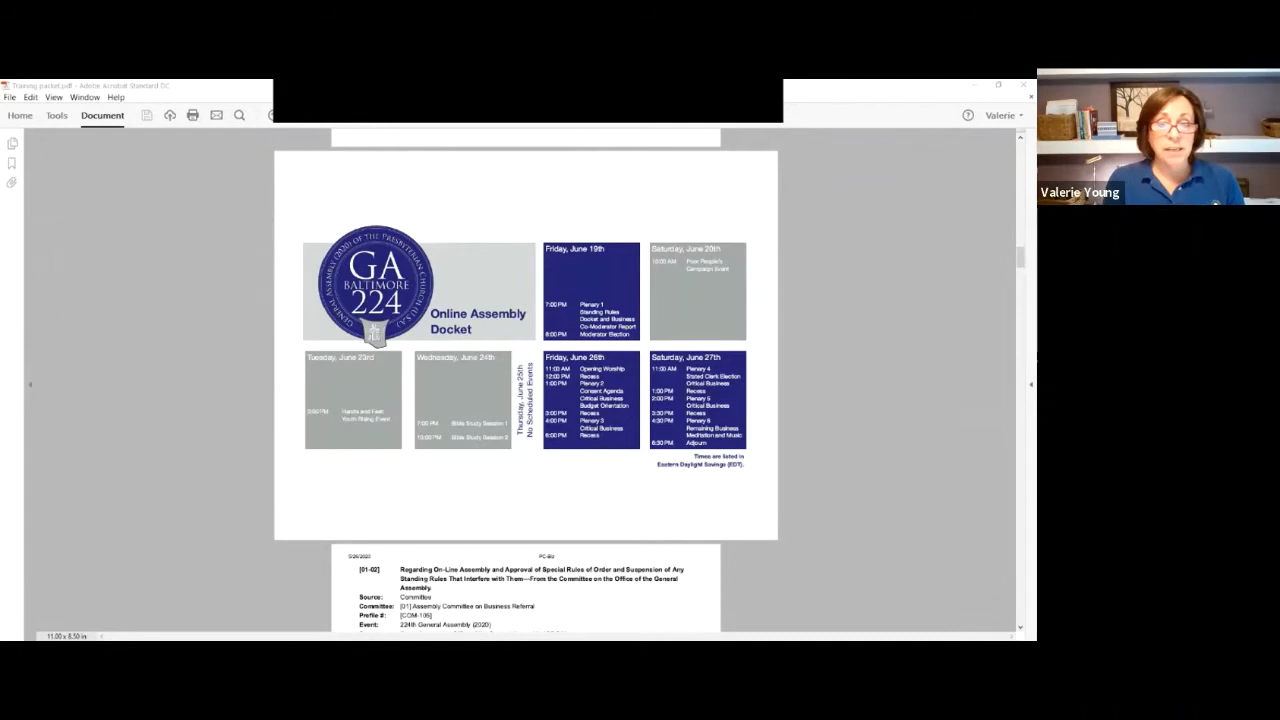 Training packet.pdf - Adobe Acrobat Standard DC
File Edit View Window Help
Home Tools Document
Valerie
Valerie Young
GENERAL ASSEMBLY (2020) OF THE PRESBYTERIAN CHURCH (U.S.A.)
GA
BALTIMORE
224
Online Assembly
Docket
Friday, June 19th
7:00 PM Plenary 1
Standing Rules
Docket and Business
Co-Moderator Report
8:00 PM Moderator Election
Saturday, June 20th
10:00 AM Poor People's
Campaign Event
Tuesday, June 23rd
Hands and Feet
Youth Rising Event
Wednesday, June 24th
7:00 PM Bible Study Session 1
10:00 PM Bible Study Session 2
Thursday, June 25th
No Scheduled Events
Friday, June 26th
11:00 AM Opening Worship
12:00 PM Recess
1:00 PM Plenary 2
Consent Agenda
Critical Business
Budget Orientation
3:00 PM Recess
4:00 PM Plenary 3
Critical Business
6:00 PM Recess
Saturday, June 27th
11:00 AM Plenary 4
Stated Clerk Election
Critical Business
1:00 PM Recess
2:00 PM Plenary 5
Critical Business
3:30 PM Recess
4:30 PM Plenary 6
Remaining Business
Meditation and Music
6:30 PM Adjourn
Times are listed in
Eastern Daylight Savings (EDT).
5/26/2020 PC-Biz
[01-02] Regarding On-Line Assembly and Approval of Special Rules of Order and Suspension of Any
Standing Rules That Interfere with Them—From the Committee on the Office of the General
Assembly.
Source: Committee
Committee: [01] Assembly Committee on Business Referral
Profile #: [COM-105]
Event: 224th General Assembly (2020)
11.00 x 8.50 in